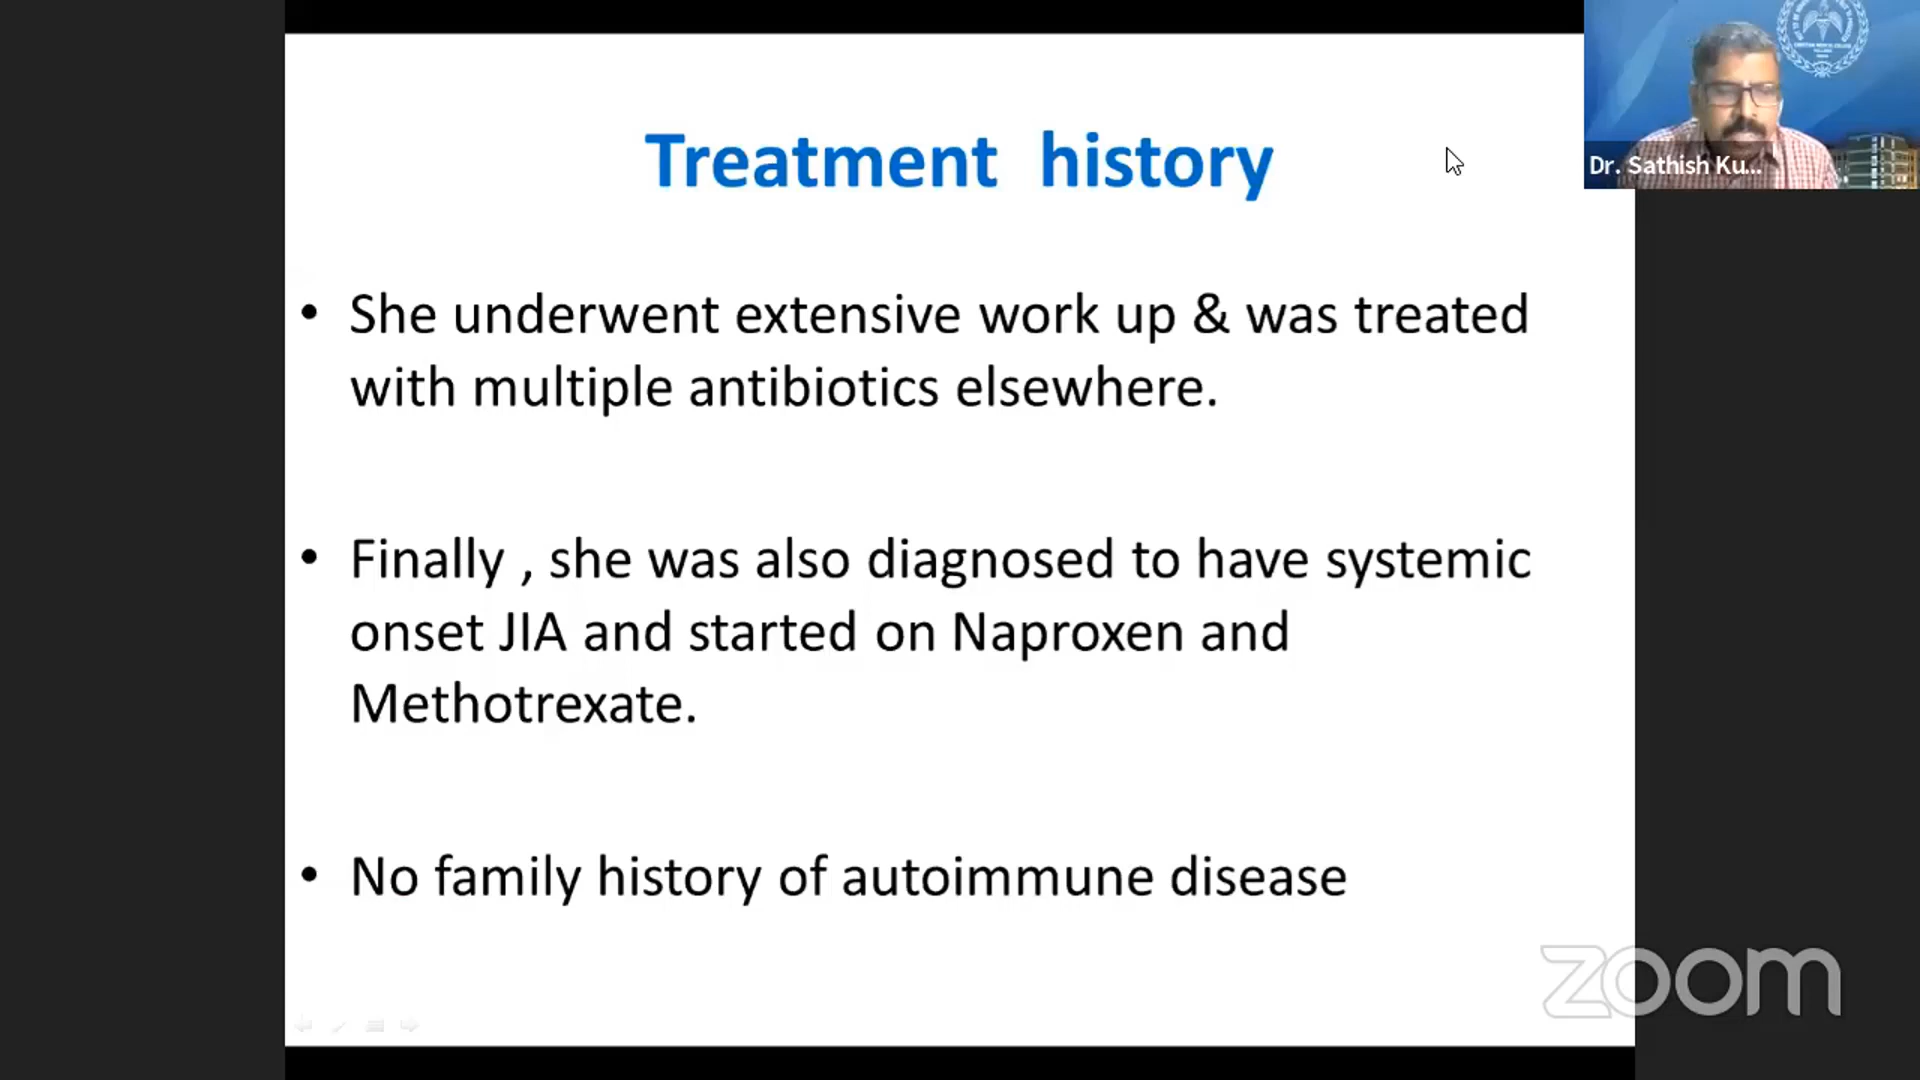 Treatment history
Dr. Sathish Ku...
• She underwent extensive work up & was treated
with multiple antibiotics elsewhere.
• Finally , she was also diagnosed to have systemic
onset JIA and started on Naproxen and
Methotrexate.
• No family history of autoimmune disease
zoom